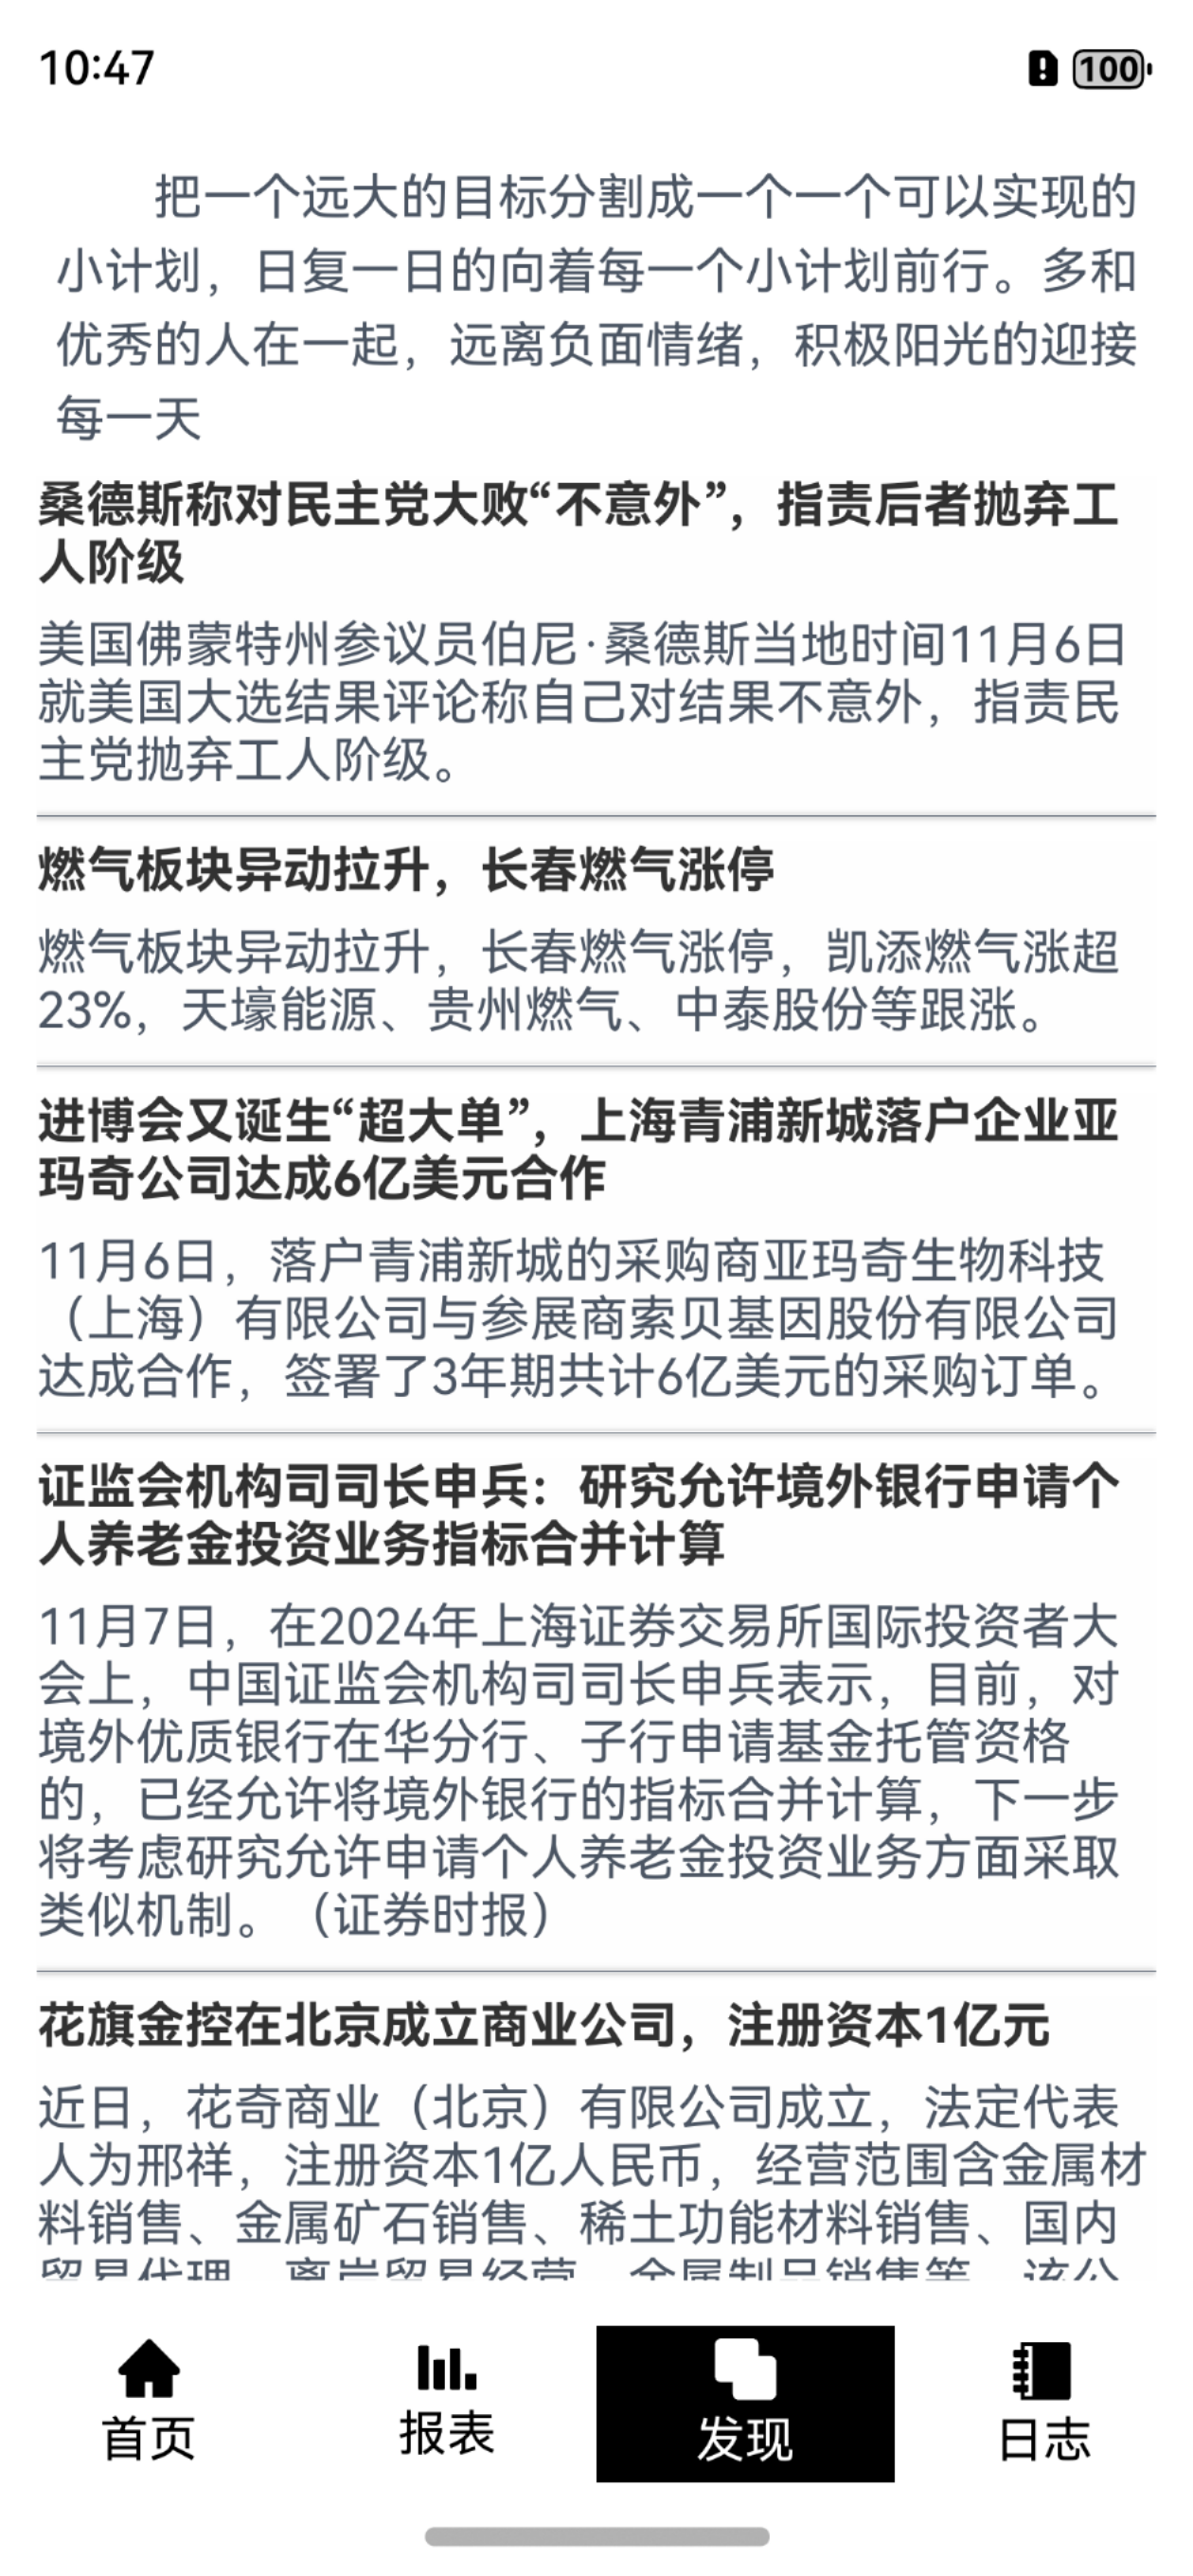 10:47
100
把一个远大的目标分割成一个一个可以实现的
小计划，日复一日的向着每一个小计划前行。多和
优秀的人在一起，远离负面情绪，积极阳光的迎接
每一天
桑德斯称对民主党大败“不意外”，指责后者抛弃工
人阶级
美国佛蒙特州参议员伯尼·桑德斯当地时间11月6日
就美国大选结果评论称自己对结果不意外，指责民
主党抛弃工人阶级。
燃气板块异动拉升，长春燃气涨停
燃气板块异动拉升，长春燃气涨停，凯添燃气涨超
23%，天壕能源、贵州燃气、中泰股份等跟涨。
进博会又诞生“超大单”，上海青浦新城落户企业亚
玛奇公司达成6亿美元合作
11月6日，落户青浦新城的采购商亚玛奇生物科技
（上海）有限公司与参展商索贝基因股份有限公司
达成合作，签署了3年期共计6亿美元的采购订单。
证监会机构司司长申兵：研究允许境外银行申请个
人养老金投资业务指标合并计算
11月7日，在2024年上海证券交易所国际投资者大
会上，中国证监会机构司司长申兵表示，目前，对
境外优质银行在华分行、子行申请基金托管资格
的，已经允许将境外银行的指标合并计算，下一步
将考虑研究允许申请个人养老金投资业务方面采取
类似机制。（证券时报）
花旗金控在北京成立商业公司，注册资本1亿元
近日，花奇商业（北京）有限公司成立，法定代表
人为邢祥，注册资本1亿人民币，经营范围含金属材
料销售、金属矿石销售、稀土功能材料销售、国内
贸易代理、离岸贸易经营、金属制品销售等。该公
首页
报表
发现
日志